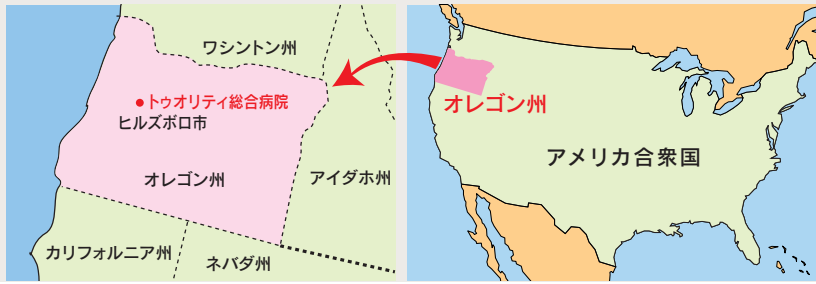 ワシントン州
トゥオリティ総合病院
ヒルズボロ市
オレゴン州
アイダホ州
カリフォルニア州
ネバダ州
オレゴン州
アメリカ合衆国